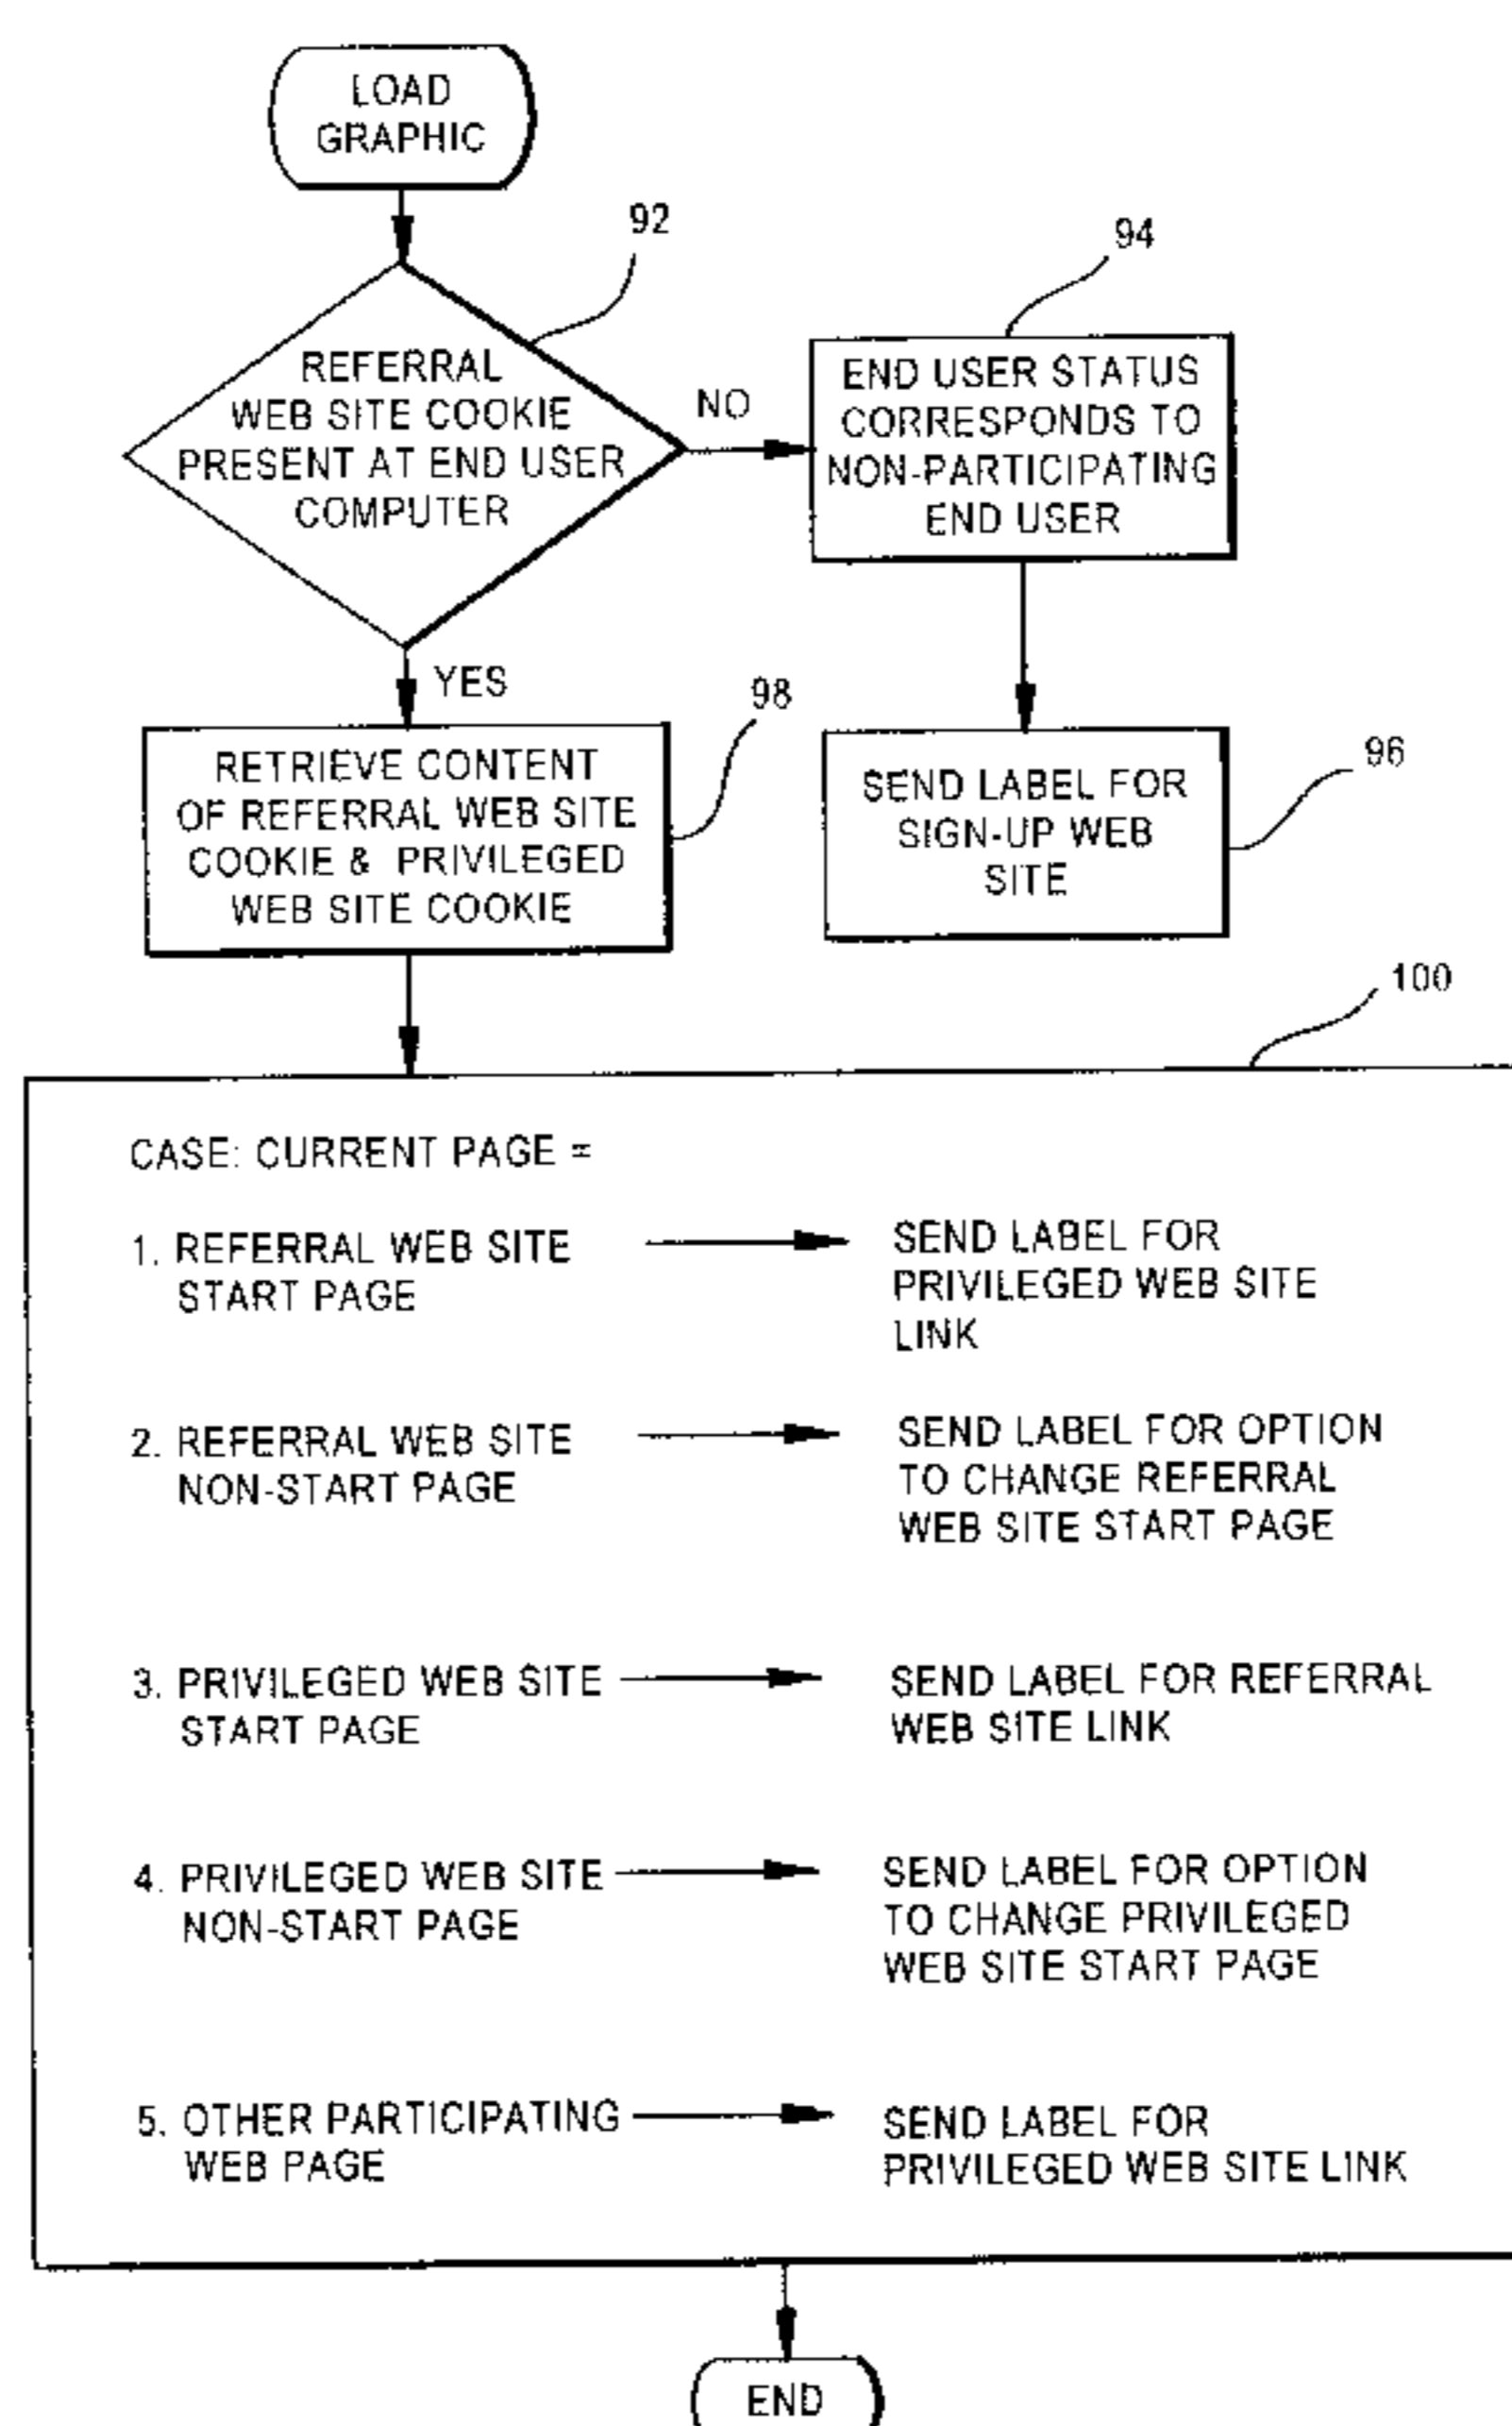 LOAD
GRAPHIC
92
94
REFERRAL
WEB SITE COOKIE
PRESENT AT END USER
COMPUTER
NO
END USER STATUS
CORRESPONDS TO
NON-PARTICIPATING
END USER
YES
98
96
RETRIEVE CONTENT
OF REFERRAL WEB SITE
COOKIE & PRIVILEGED
WEB SITE COOKIE
SEND LABEL FOR
SIGN-UP WEB
SITE
100
CASE: CURRENT PAGE =
1. REFERRAL WEB SITE
START PAGE
SEND LABEL FOR
PRIVILEGED WEB SITE
LINK
2. REFERRAL WEB SITE
NON-START PAGE
SEND LABEL FOR OPTION
TO CHANGE REFERRAL
WEB SITE START PAGE
3. PRIVILEGED WEB SITE
START PAGE
SEND LABEL FOR REFERRAL
WEB SITE LINK
4. PRIVILEGED WEB SITE
NON-START PAGE
SEND LABEL FOR OPTION
TO CHANGE PRIVILEGED
WEB SITE START PAGE
5. OTHER PARTICIPATING
WEB PAGE
SEND LABEL FOR
PRIVILEGED WEB SITE LINK
END